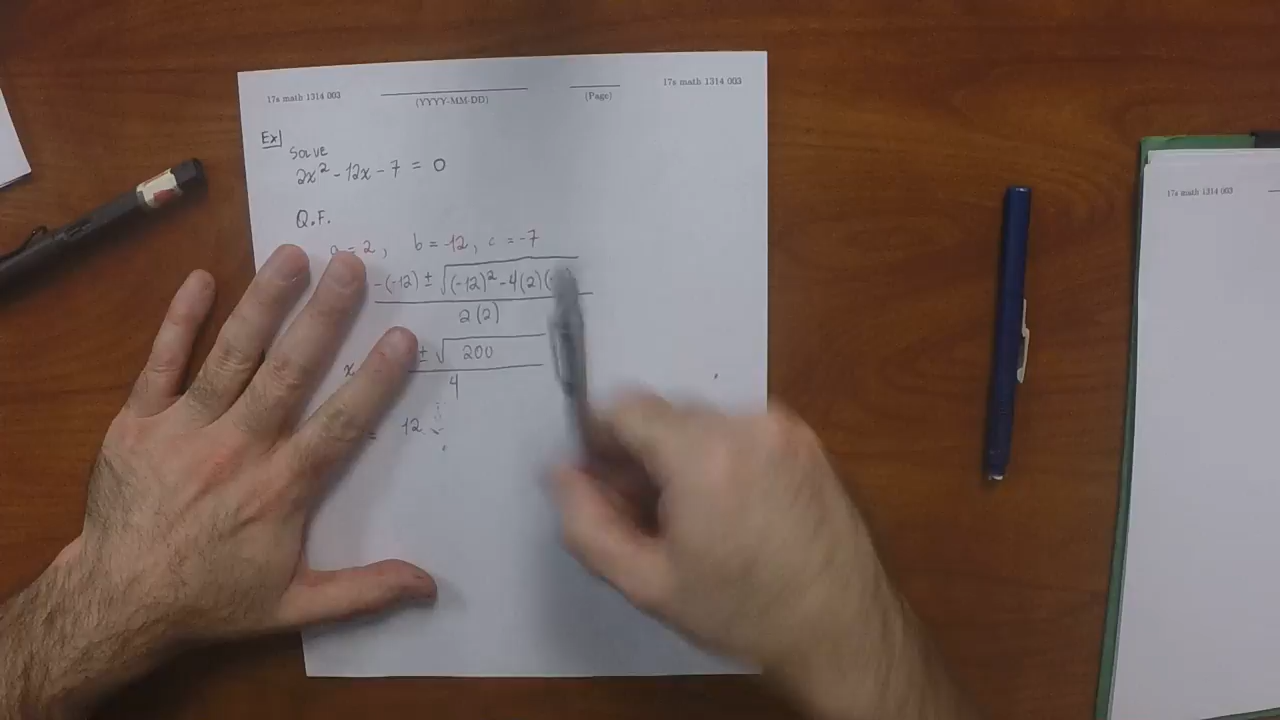 17s math 1314 003 (YYYY-MM-DD) (Page) 17s math 1314 003
Ex)
Solve
2x² - 12x - 7 = 0
Q.F.
a = 2, b = -12, c = -7
-(-12) ± √(-12)² - 4(2)(
2(2)
x ± √200
4
= 12
17s math 1314 003